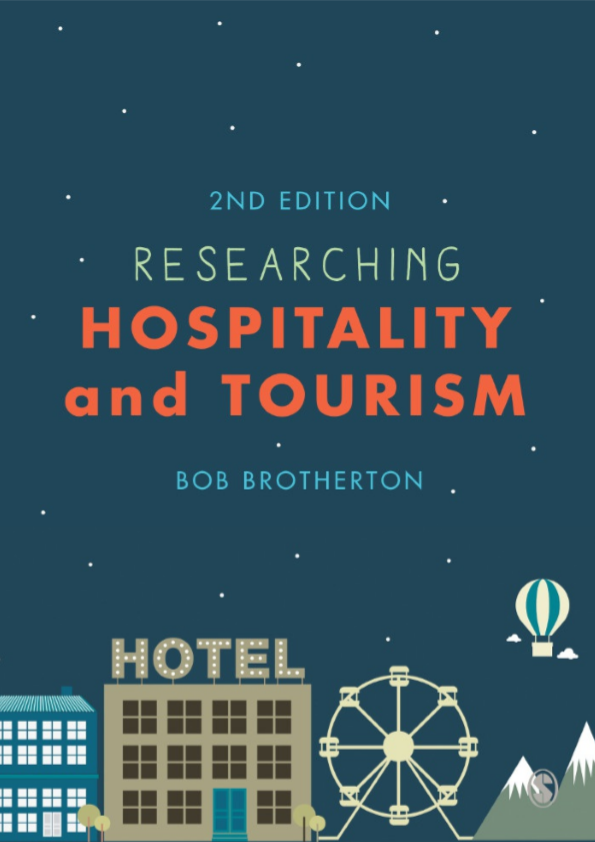 2ND EDITION
RESEARCHING
HOSPITALITY
and TOURISM
BOB BROTHERTON
HOTEL